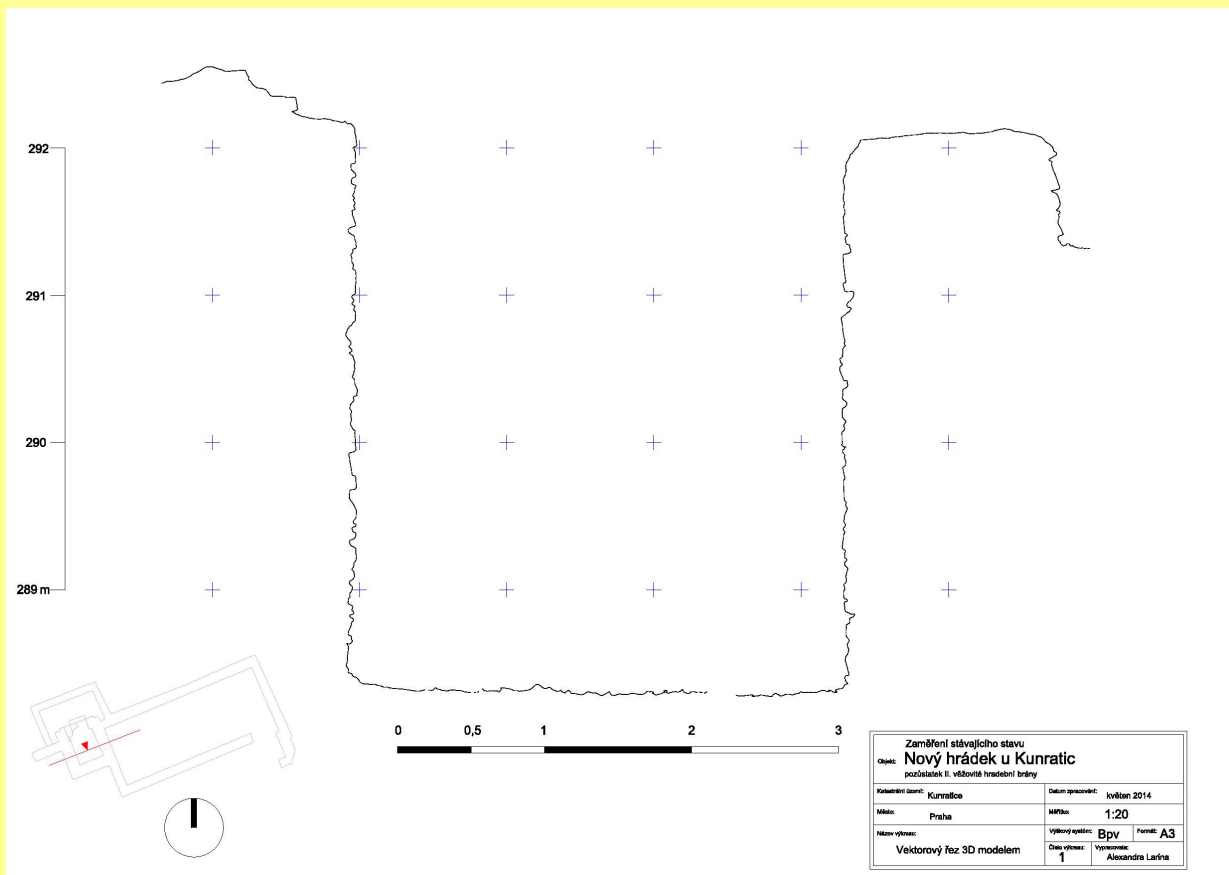 292
291
290
289 m
0 0,5 1 2 3
Zaměření stávajícího stavu
Objekt: Nový hrádek u Kunratic
pozůstatek II. věžovité hradební brány
Katastrální území: Kunratice
Datum zpracování: květen 2014
Město: Praha
Měřítko: 1:20
Název výkresu:
Vektorový řez 3D modelem
Výškový systém: Bpv
Formát: A3
Číslo výkresu:
1
Vypracovala:
Alexandra Larina